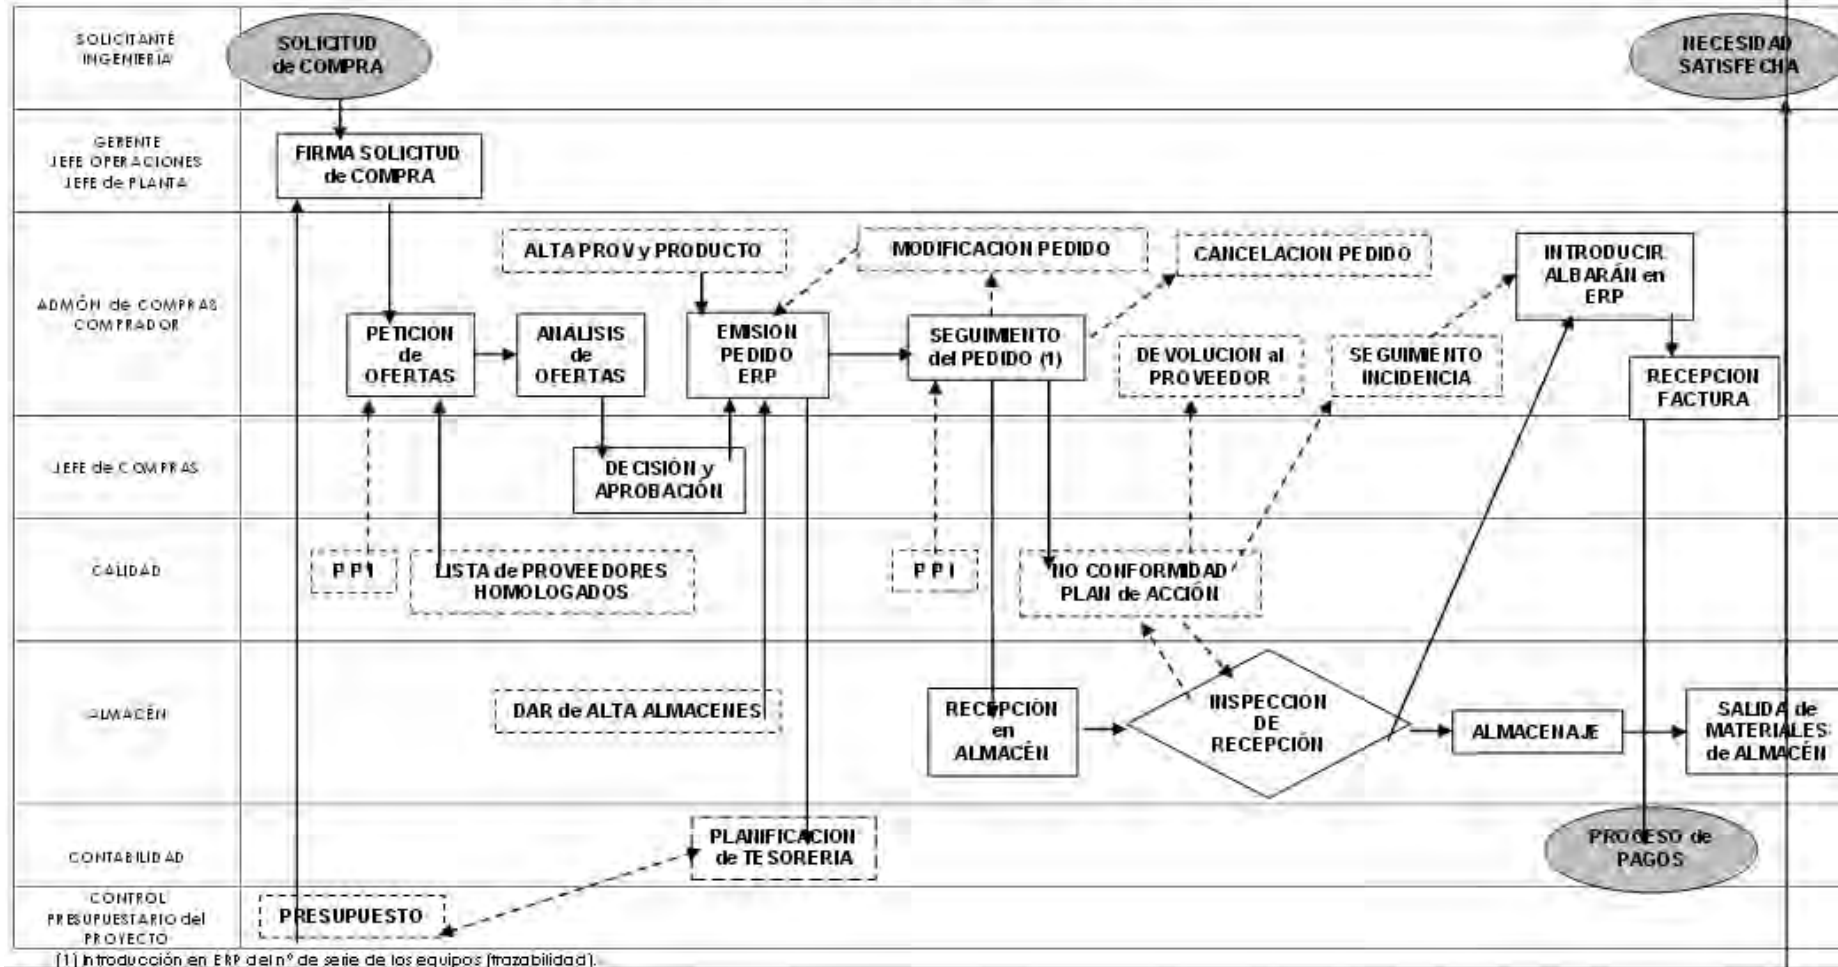 SOLICITANTE
INGENIERÍA
SOLICITUD
de COMPRA
NECESIDAD
SATISFECHA
GERENTE
JEFE OPERACIONES
JEFE de PLANTA
FIRMA SOLICITUD
de COMPRA
ADMÓN de COMPRAS
COMPRADOR
ALTA PROV y PRODUCTO
MODIFICACION PEDIDO
CANCELACION PEDIDO
INTRODUCIR
ALBARÁN en
ERP
PETICIÓN
de
OFERTAS
ANÁLISIS
de
OFERTAS
EMISION
PEDIDO
ERP
SEGUIMIENTO
del PEDIDO (1)
DEVOLUCION al
PROVEEDOR
SEGUIMIENTO
INCIDENCIA
RECEPCIÓN
FACTURA
JEFE de COMPRAS
DECISIÓN y
APROBACIÓN
CALIDAD
P P I
LISTA de PROVEEDORES
HOMOLOGADOS
P P I
NO CONFORMIDAD
PLAN de ACCIÓN
ALMACÉN
DAR de ALTA ALMACENES
RECEPCIÓN
en
ALMACÉN
INSPECCIÓN
DE
RECEPCIÓN
ALMACENAJE
SALIDA de
MATERIALES
de ALMACÉN
CONTABILIDAD
PLANIFICACION
de TESORERIA
PROCESO de
PAGOS
CONTROL
PRESUPUESTARIO del
PROYECTO
PRESUPUESTO
(1) Introducción en ERP del nº de serie de los equipos (trazabilidad).